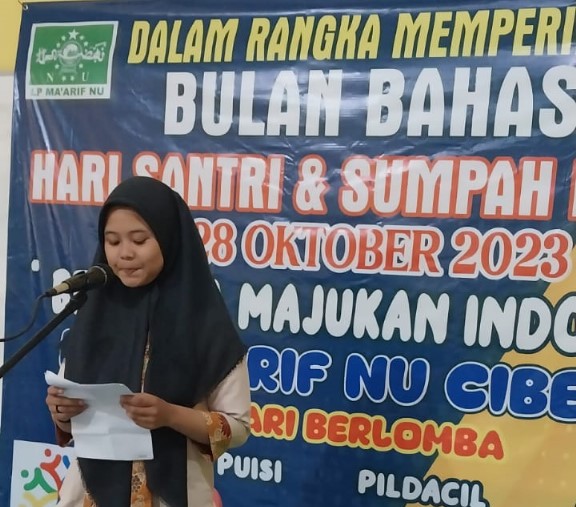 NU
LP MA'ARIF NU
DALAM RANGKA MEMPERI
BULAN BAHAS
HARI SANTRI & SUMPAH
28 OKTOBER 2023
MAJUKAN INDO
ARIF NU CIBE
ARI BERLOMBA
PUISI
PILDACIL